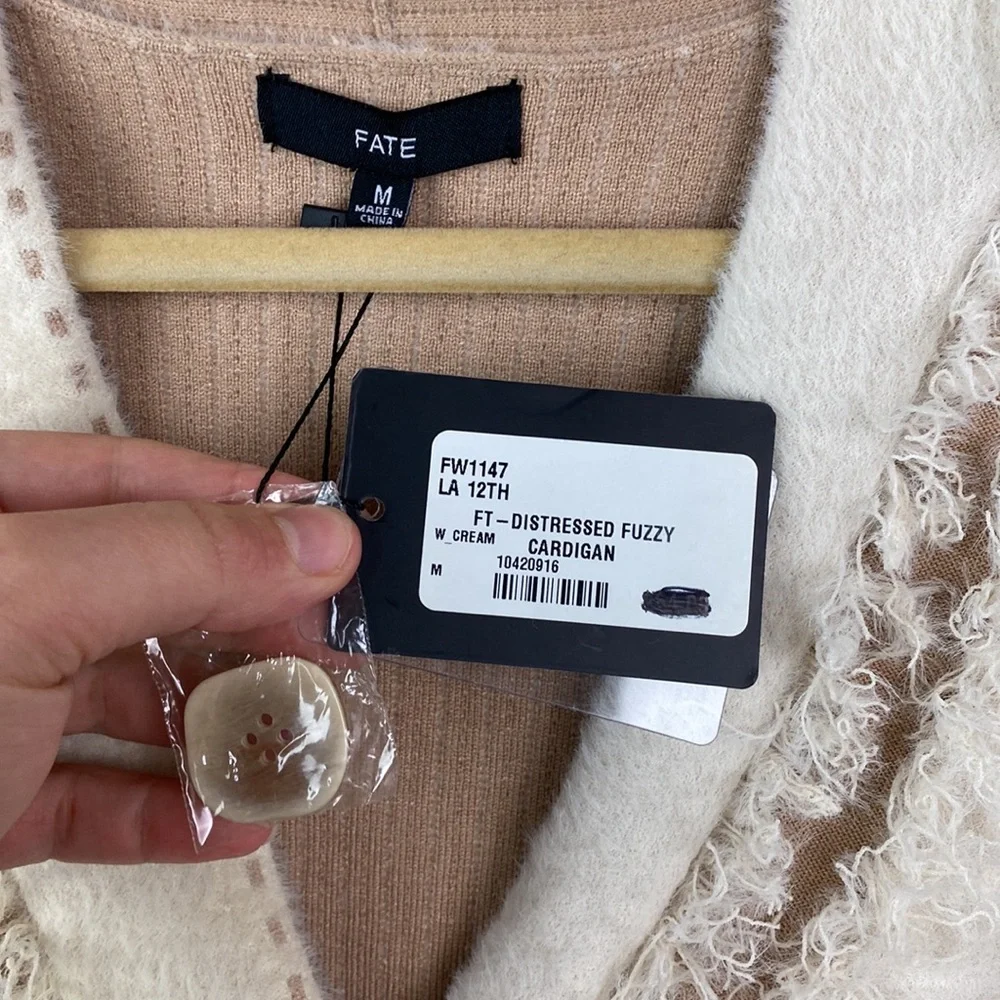 FATE
M
MADE IN
CHINA
FW1147
LA 12TH
FT-DISTRESSED FUZZY
W_CREAM CARDIGAN
10420916
M